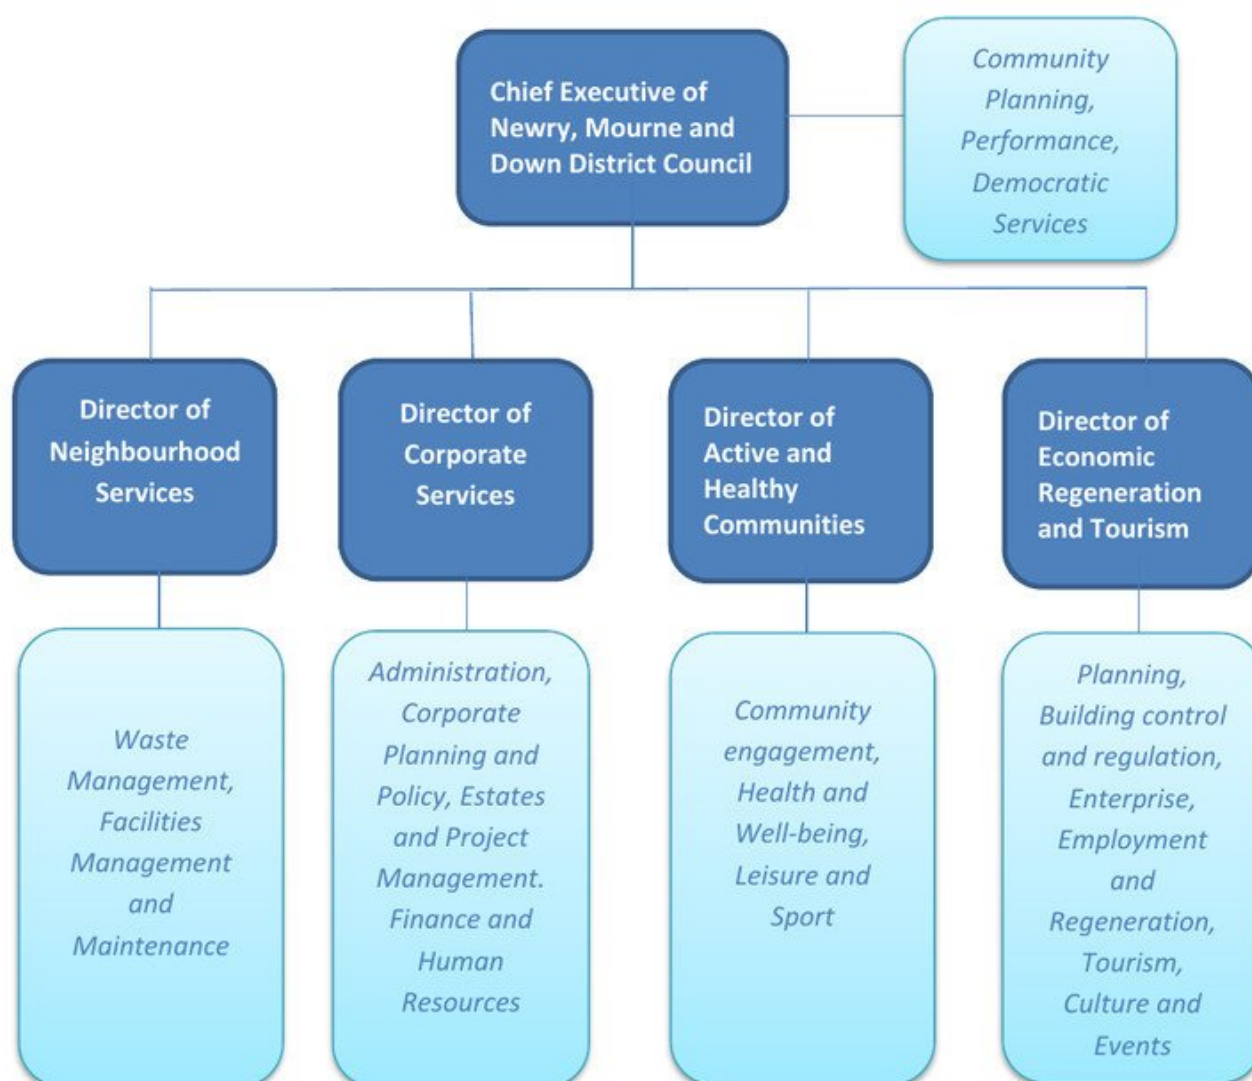 Chief Executive of
Newry, Mourne and
Down District Council
Community
Planning,
Performance,
Democratic
Services
Director of
Neighbourhood
Services
Director of
Corporate
Services
Director of
Active and
Healthy
Communities
Director of
Economic
Regeneration
and Tourism
Waste
Management,
Facilities
Management
and
Maintenance
Administration,
Corporate
Planning and
Policy, Estates
and Project
Management.
Finance and
Human
Resources
Community
engagement,
Health and
Well-being,
Leisure and
Sport
Planning,
Building control
and regulation,
Enterprise,
Employment
and
Regeneration,
Tourism,
Culture and
Events